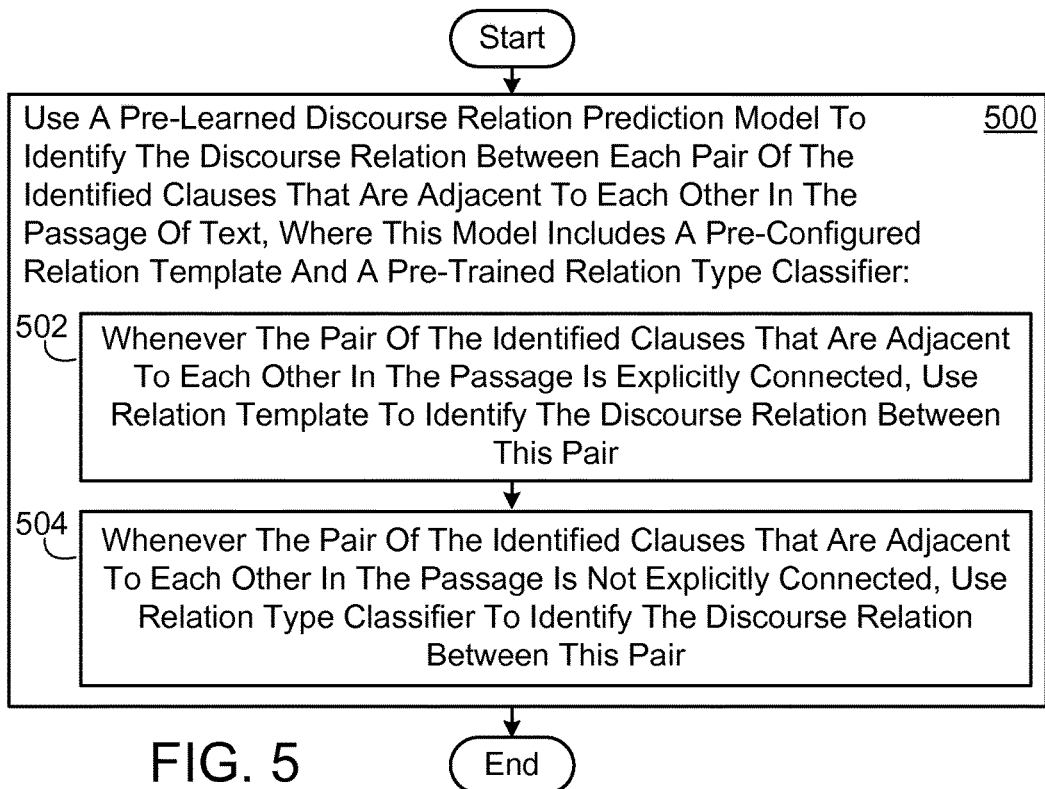 Start
Use A Pre-Learned Discourse Relation Prediction Model To 500
Identify The Discourse Relation Between Each Pair Of The
Identified Clauses That Are Adjacent To Each Other In The
Passage Of Text, Where This Model Includes A Pre-Configured
Relation Template And A Pre-Trained Relation Type Classifier:
502
Whenever The Pair Of The Identified Clauses That Are Adjacent
To Each Other In The Passage Is Explicitly Connected, Use
Relation Template To Identify The Discourse Relation Between
This Pair
504
Whenever The Pair Of The Identified Clauses That Are Adjacent
To Each Other In The Passage Is Not Explicitly Connected, Use
Relation Type Classifier To Identify The Discourse Relation
Between This Pair
FIG. 5
End